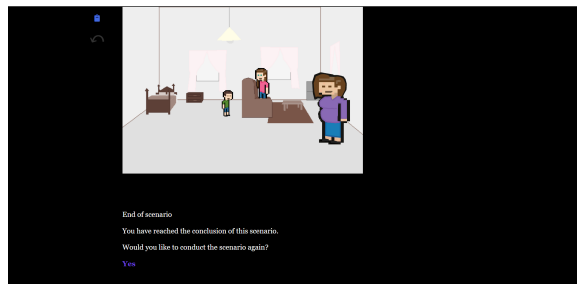 End of scenario
You have reached the conclusion of this scenario.
Would you like to conduct the scenario again?
Yes